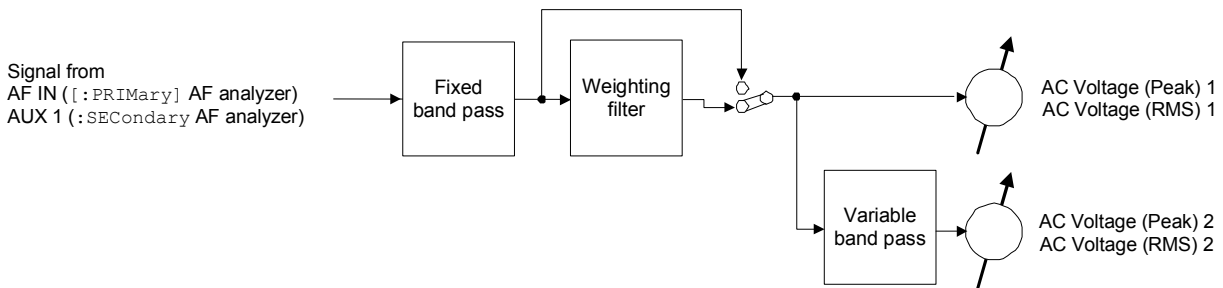 Signal from
AF IN ([:PRIMary] AF analyzer)
AUX 1 (:SECondary AF analyzer)
Fixed
band pass
Weighting
filter
AC Voltage (Peak) 1
AC Voltage (RMS) 1
Variable
band pass
AC Voltage (Peak) 2
AC Voltage (RMS) 2